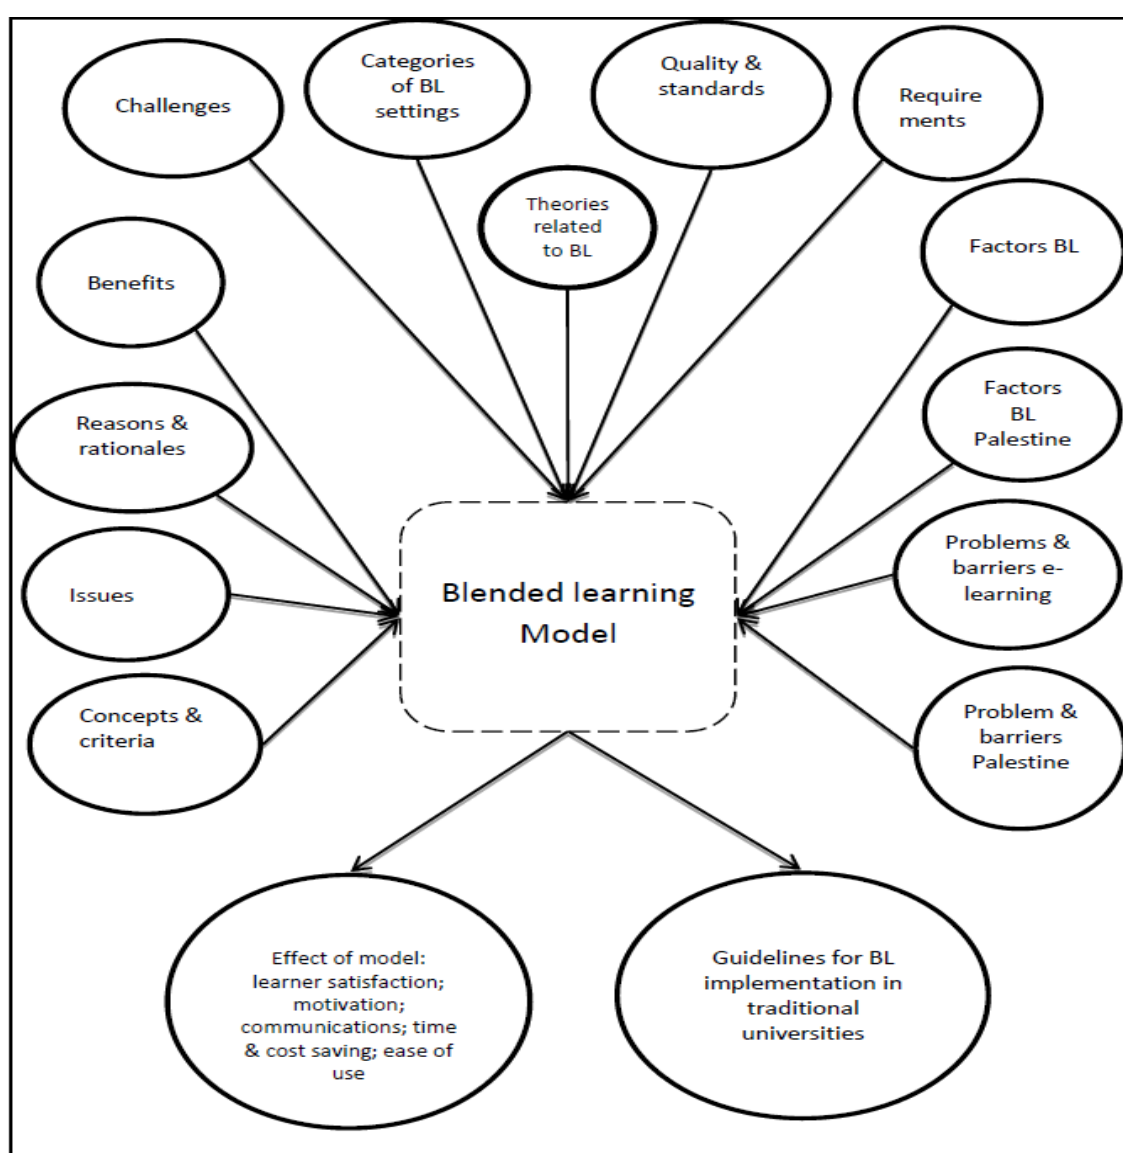 Challenges
Categories
of BL
settings
Quality &
standards
Require
ments
Theories
related
to BL
Benefits
Factors BL
Reasons &
rationales
Factors
BL
Palestine
Issues
Blended learning
Model
Problems &
barriers e-
learning
Concepts &
criteria
Problem &
barriers
Palestine
Effect of model:
learner satisfaction;
motivation;
communications; time
& cost saving; ease of
use
Guidelines for BL
implementation in
traditional
universities